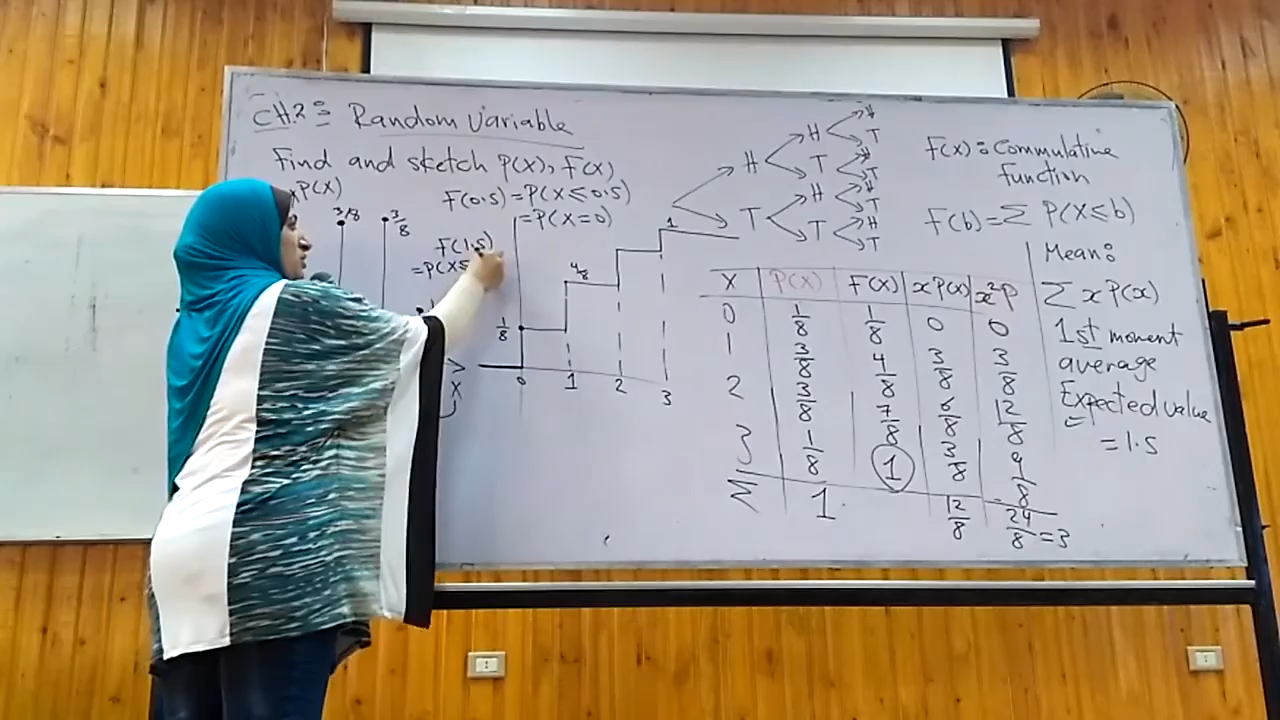 CH2: Random Variable
Find and sketch P(X), F(X)
P(X)
3/8
3/8
F(0.5) = P(X≤0.5)
= P(X=0)
F(1.5)
= P(X≤
1/8
4/8
1
0 1 2 3
X
H H H
T
T H
T
T H H
T
T H
T
F(X): Commulative
function
F(b) = Σ P(X≤b)
Mean:
Σ x P(x)
1st moment
average
Expected value
= 1.5
X P(X) F(X) xP(X) x²P
0 1/8 1/8 0 0
1 3/8 4/8 3/8 3/8
2 3/8 7/8 6/8 12/8
3 1/8 1 3/8 9/8
Σ 1 12/8 24/8 = 3